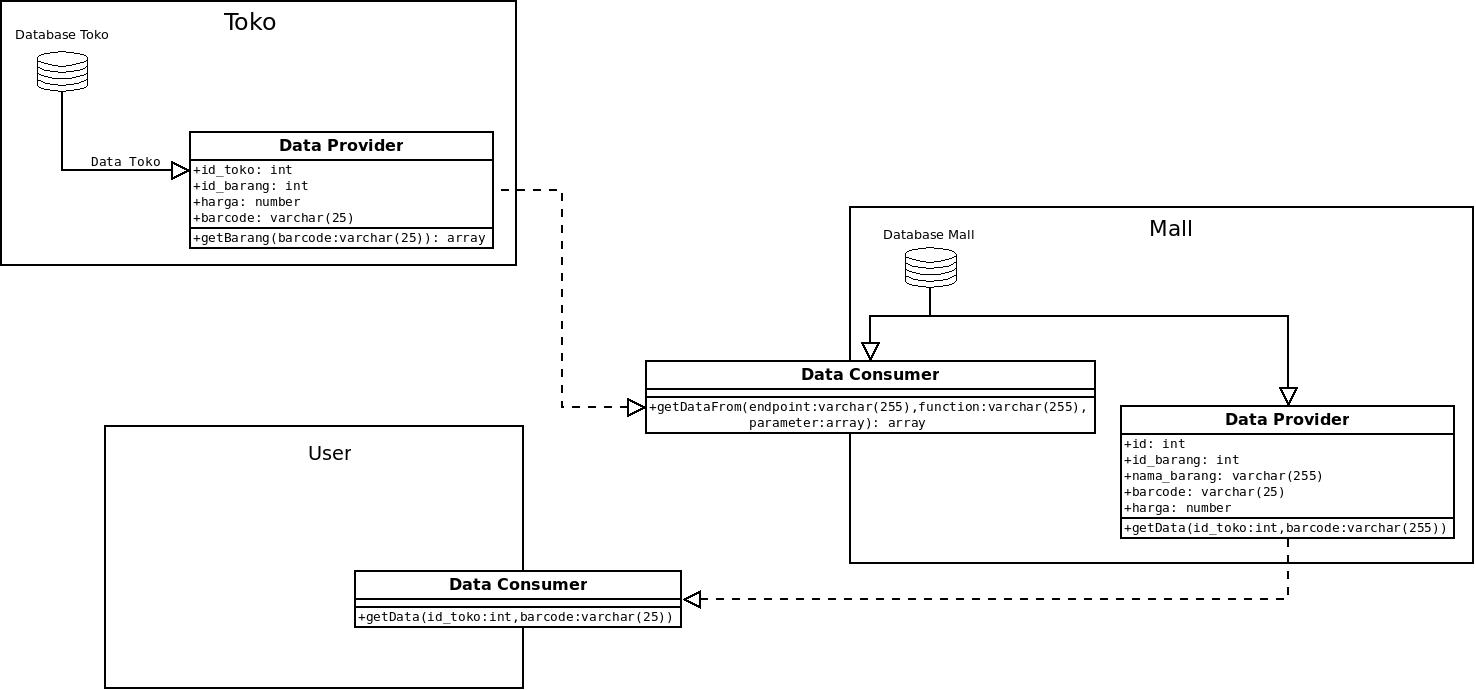 Toko
Database Toko
Data Toko
Data Provider
+id_toko: int
+id_barang: int
+harga: number
+barcode: varchar(25)
+getBarang(barcode:varchar(25)): array
Mall
Database Mall
Data Consumer
+getDataFrom(endpoint:varchar(255),function:varchar(255),
parameter:array): array
Data Provider
+id: int
+id_barang: int
+nama_barang: varchar(255)
+barcode: varchar(25)
+harga: number
+getData(id_toko:int,barcode:varchar(255))
User
Data Consumer
+getData(id_toko:int,barcode:varchar(25))